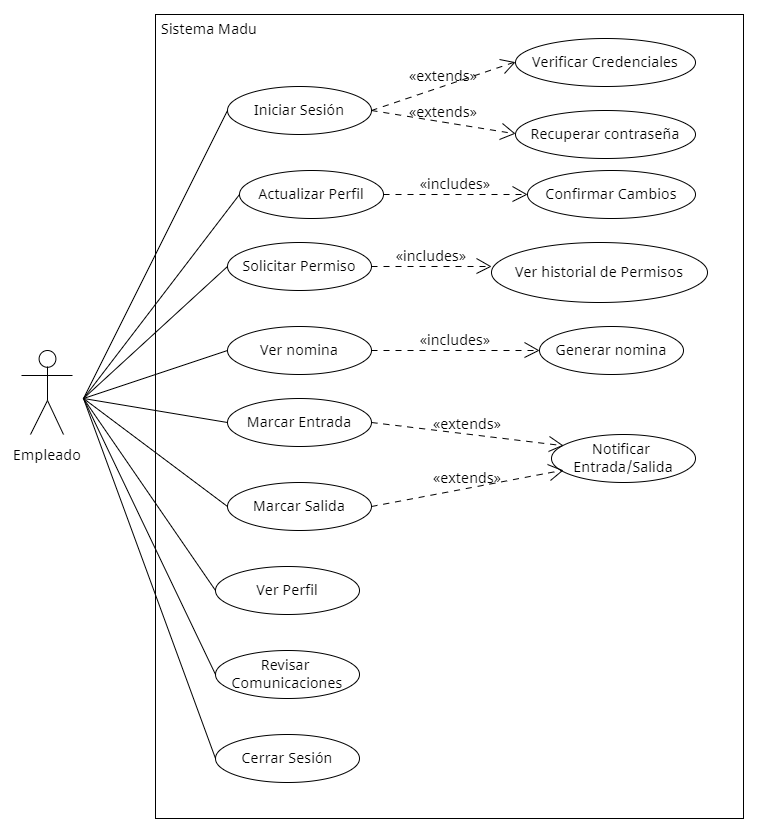 Sistema Madu
Verificar Credenciales
«extends»
Iniciar Sesión
«extends»
Recuperar contraseña
Actualizar Perfil
«includes»
Confirmar Cambios
Solicitar Permiso
«includes»
Ver historial de Permisos
Ver nomina
«includes»
Generar nomina
Marcar Entrada
«extends»
Notificar
Entrada/Salida
«extends»
Marcar Salida
Empleado
Ver Perfil
Revisar
Comunicaciones
Cerrar Sesión